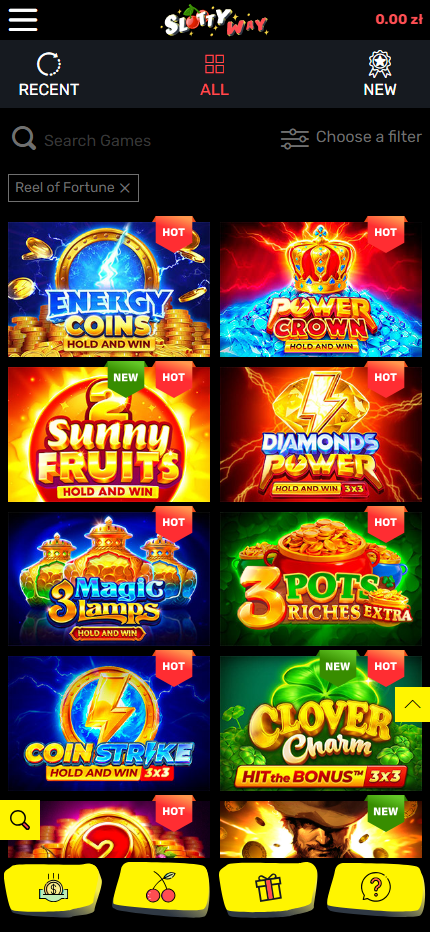 SLOTTY WAY
0.00 zł
RECENT
ALL
NEW
Search Games
Choose a filter
Reel of Fortune
HOT
ENERGY
COINS
HOLD AND WIN
HOT
POWER
CROWN
HOLD AND WIN
NEW
HOT
2
Sunny
FRUITS
HOLD AND WIN
HOT
DIAMONDS
POWER
HOLD AND WIN 3X3
HOT
3 Magic
Lamps
HOLD AND WIN
HOT
3 POTS
RICHES EXTRA
HOT
COIN STRIKE
HOLD AND WIN 3X3
NEW
HOT
CLOVER
Charm
HIT the BONUS™ 3X3
HOT
2
NEW